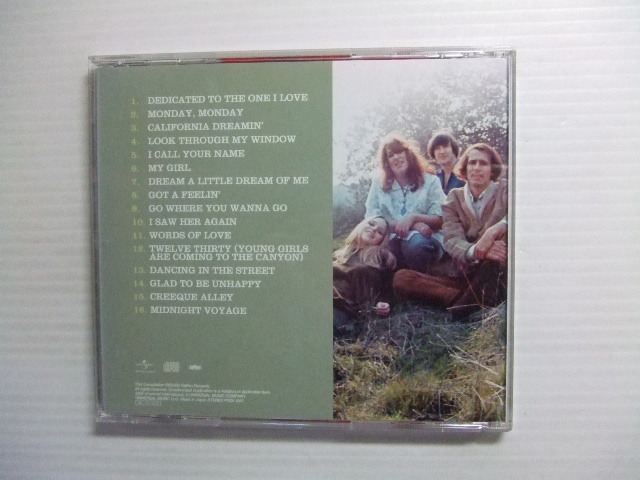 1. DEDICATED TO THE ONE I LOVE
2. MONDAY, MONDAY
3. CALIFORNIA DREAMIN'
4. LOOK THROUGH MY WINDOW
5. I CALL YOUR NAME
6. MY GIRL
7. DREAM A LITTLE DREAM OF ME
8. GOT A FEELIN'
9. GO WHERE YOU WANNA GO
10. I SAW HER AGAIN
11. WORDS OF LOVE
12. TWELVE THIRTY (YOUNG GIRLS
ARE COMING TO THE CANYON)
13. DANCING IN THE STREET
14. GLAD TO BE UNHAPPY
15. CREEQUE ALLEY
16. MIDNIGHT VOYAGE